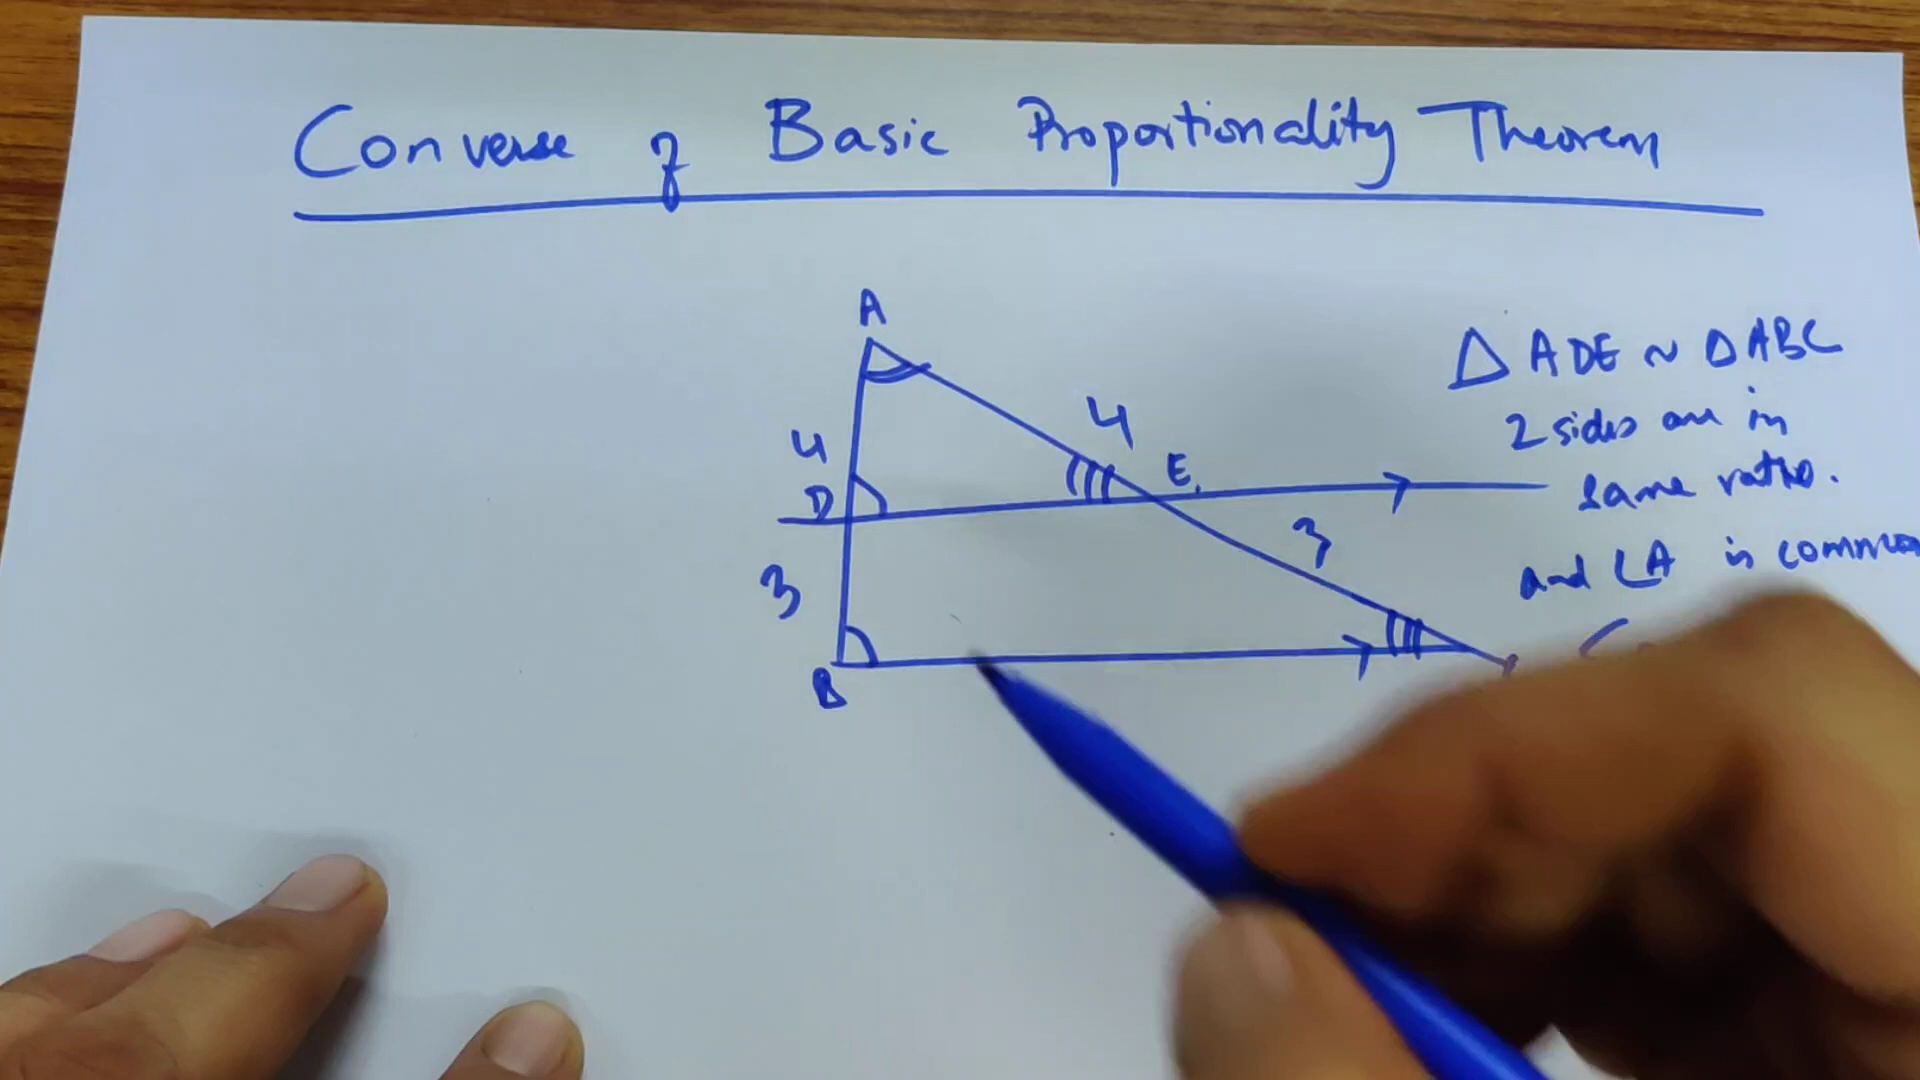 Converse of Basic Proportionality Theorem
A
4
4
D
E
3
3
B
Δ ADE ~ Δ ABC
2 sides are in
same ratio.
and ∠A is common